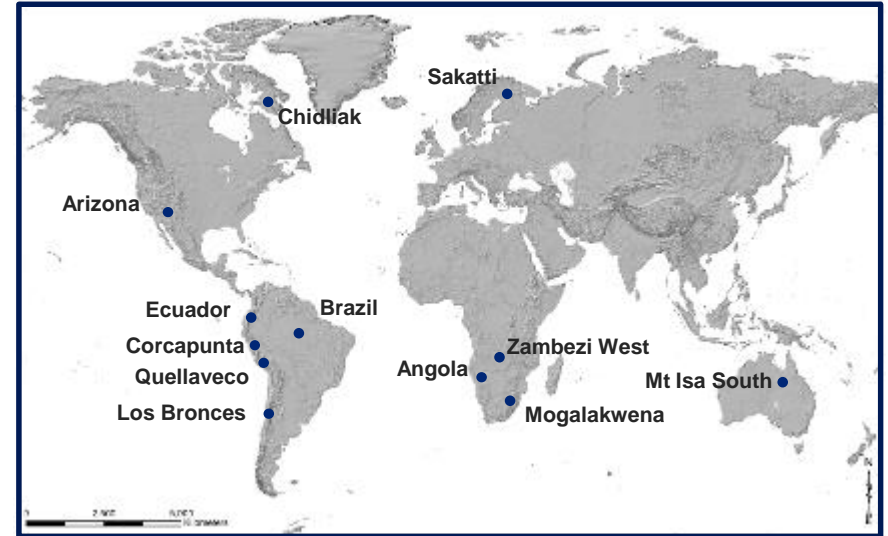 Sakatti
Chidliak
Arizona
Ecuador
Brazil
Corcapunta
Zambezi West
Angola
Quellaveco
Mt Isa South
Los Bronces
Mogalakwena
N